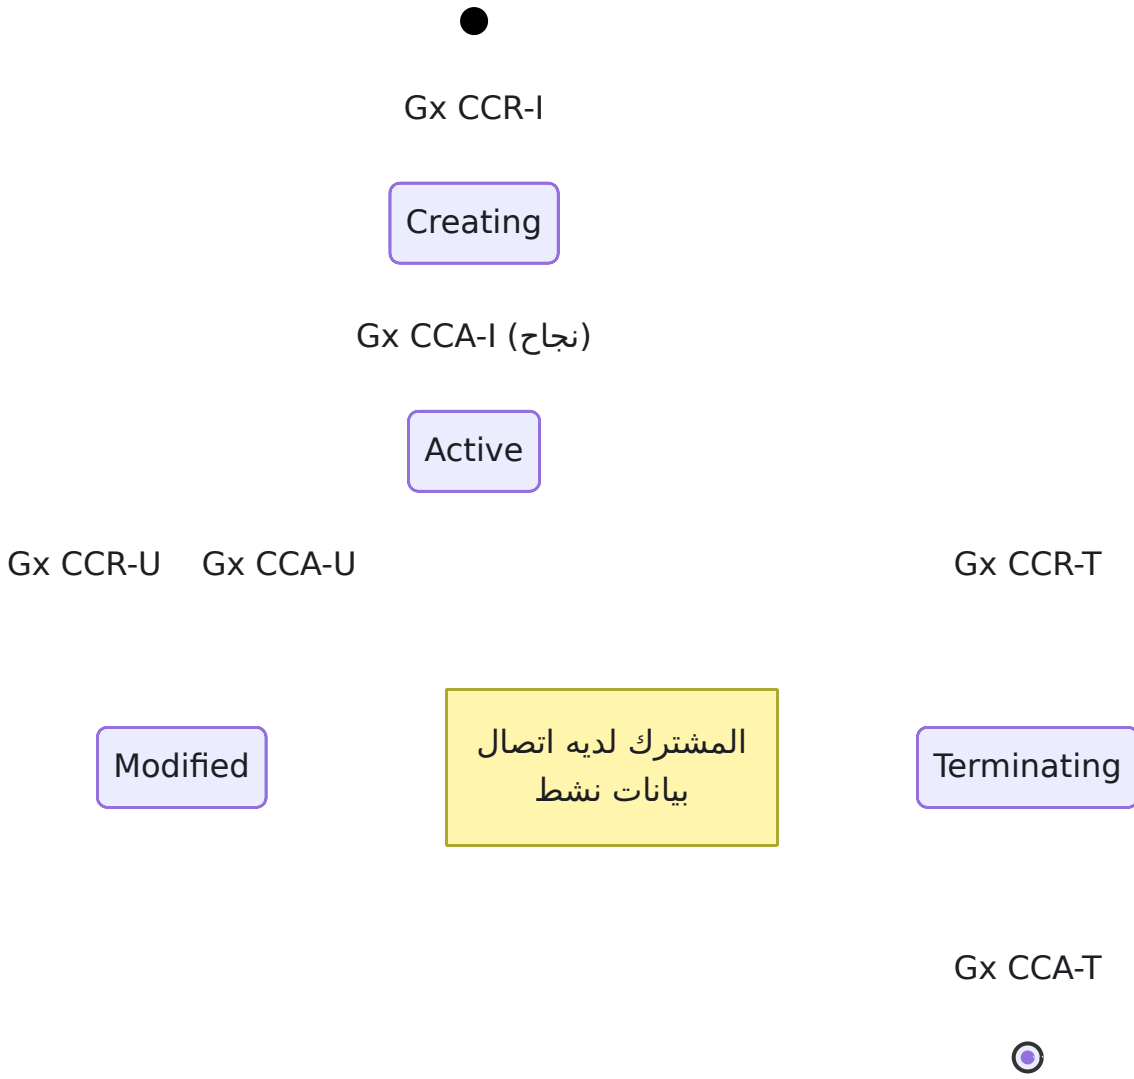 Gx CCR-I
Creating
Gx CCA-I (نجاح)
Active
Gx CCR-U
Gx CCA-U
Gx CCR-T
Modified
المشترك لديه اتصال
بيانات نشط
Terminating
Gx CCA-T